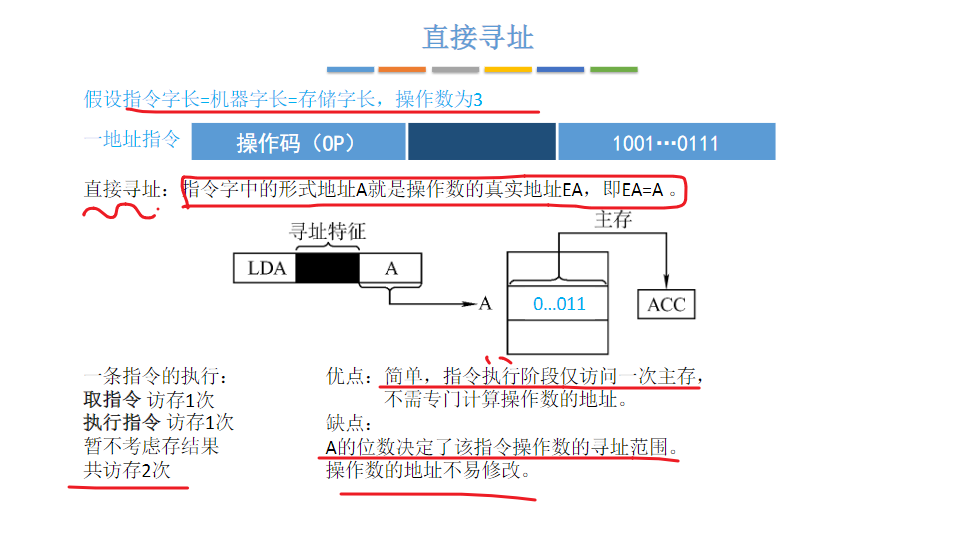 直接寻址
假设指令字长=机器字长=存储字长，操作数为3
一地址指令 操作码（OP） 1001…0111
直接寻址：指令字中的形式地址A就是操作数的真实地址EA，即EA=A 。
寻址特征
主存
LDA A
A 0…011 ACC
一条指令的执行：
取指令 访存1次
执行指令 访存1次
暂不考虑存结果
共访存2次
优点：简单，指令执行阶段仅访问一次主存，
不需专门计算操作数的地址。
缺点：
A的位数决定了该指令操作数的寻址范围。
操作数的地址不易修改。